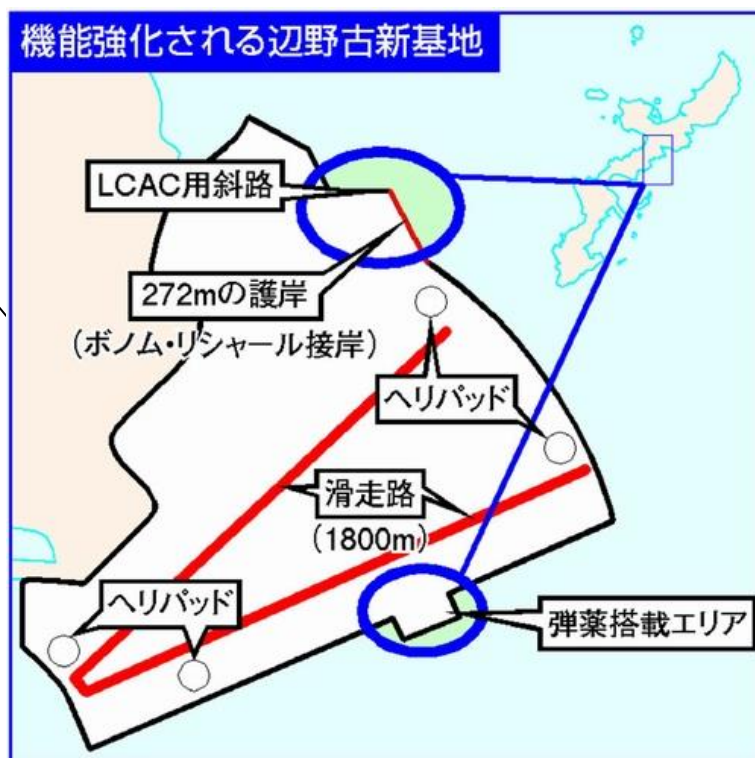 機能強化される辺野古新基地
LCAC用斜路
272mの護岸
(ボノム・リシャール接岸)
ヘリパッド
滑走路
(1800m)
ヘリパッド
弾薬搭載エリア